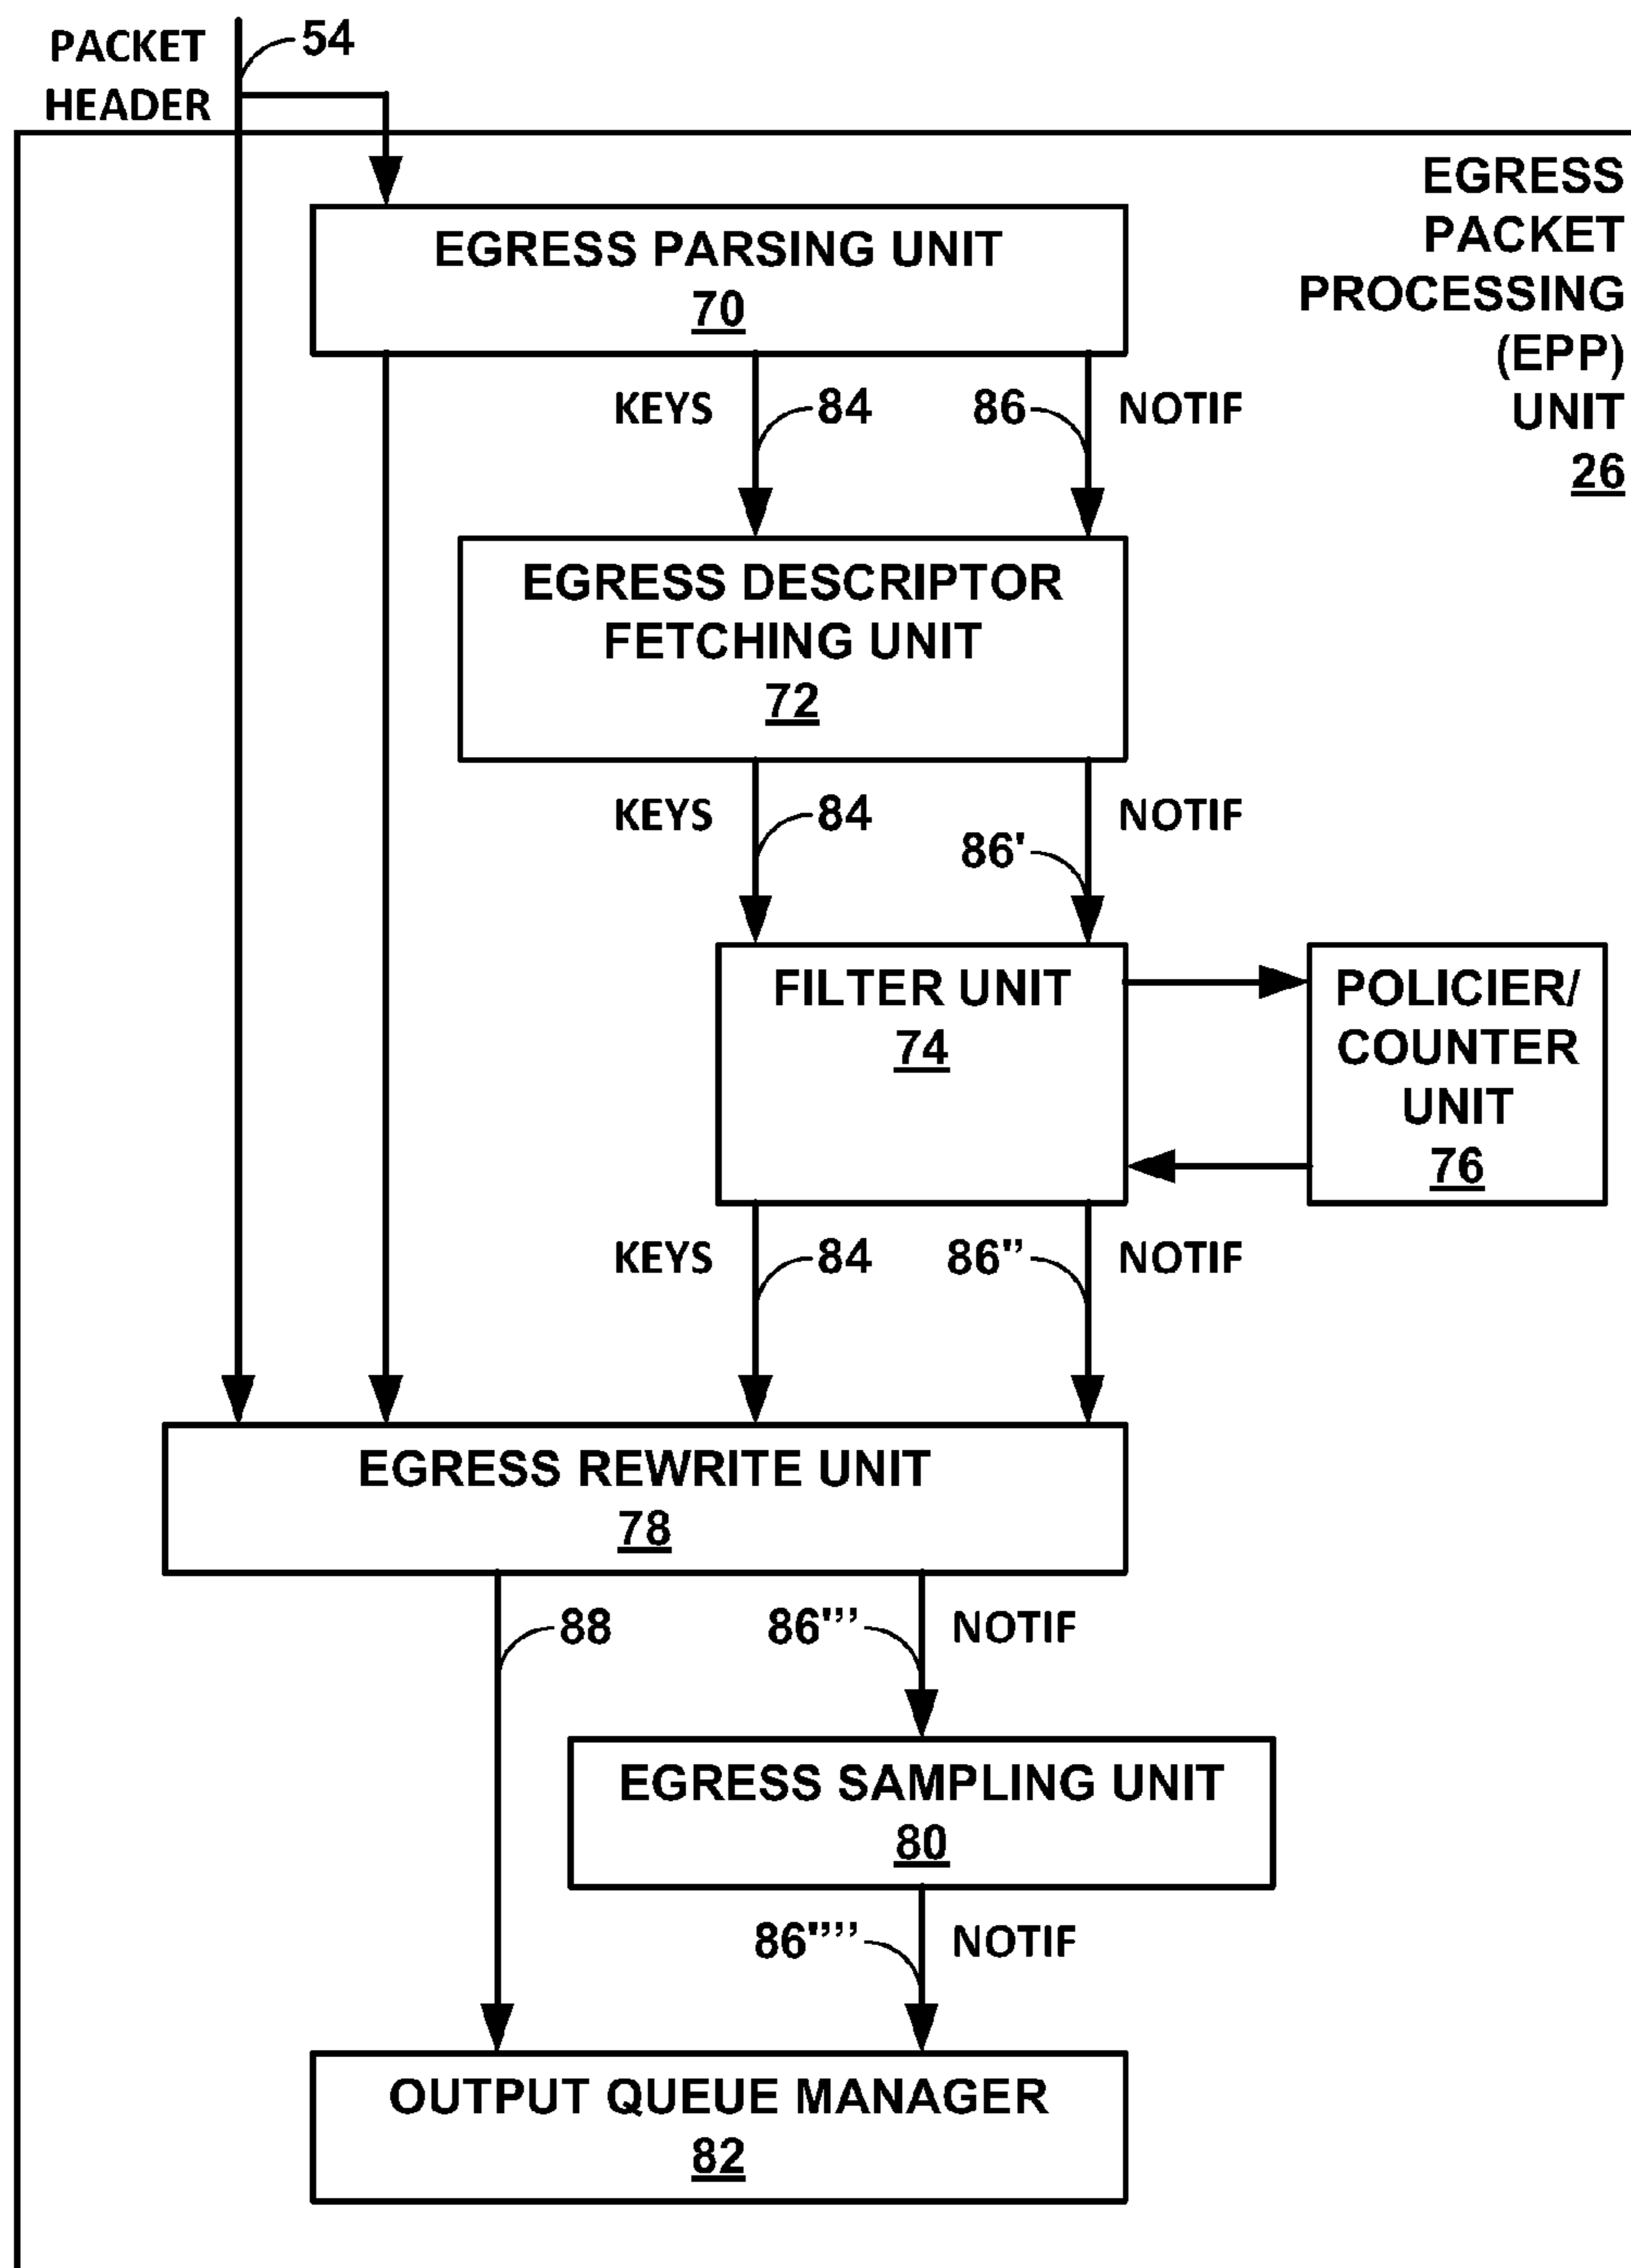 PACKET
HEADER
54
EGRESS
PACKET
PROCESSING
(EPP)
UNIT
26
EGRESS PARSING UNIT
70
KEYS
84
86
NOTIF
EGRESS DESCRIPTOR
FETCHING UNIT
72
KEYS
84
86'
NOTIF
FILTER UNIT
74
POLICIER/
COUNTER
UNIT
76
KEYS
84
86''
NOTIF
EGRESS REWRITE UNIT
78
88
86'''
NOTIF
EGRESS SAMPLING UNIT
80
86''''
NOTIF
OUTPUT QUEUE MANAGER
82